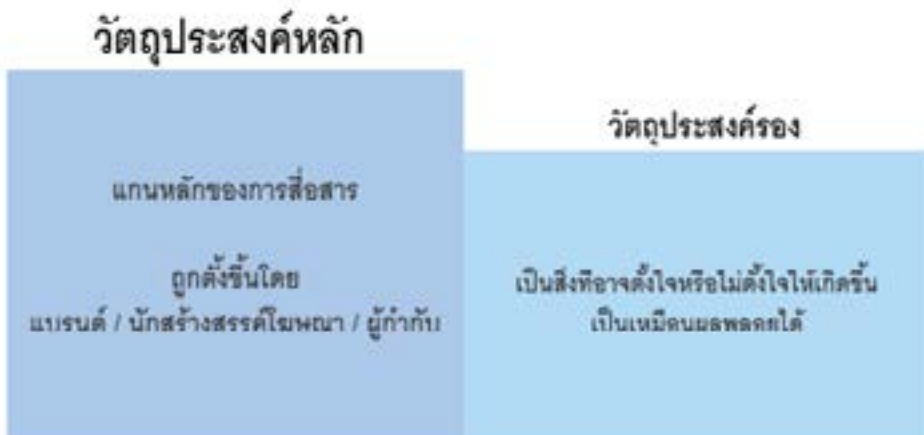 วัตถุประสงค์หลัก
แกนหลักของการสื่อสาร
ถูกตั้งขึ้นโดย
แบรนด์ / นักสร้างสรรค์โฆษณา / ผู้กำกับ
วัตถุประสงค์รอง
เป็นสิ่งที่อาจตั้งใจหรือไม่ตั้งใจให้เกิดขึ้น
เป็นเหมือนผลพลอยได้